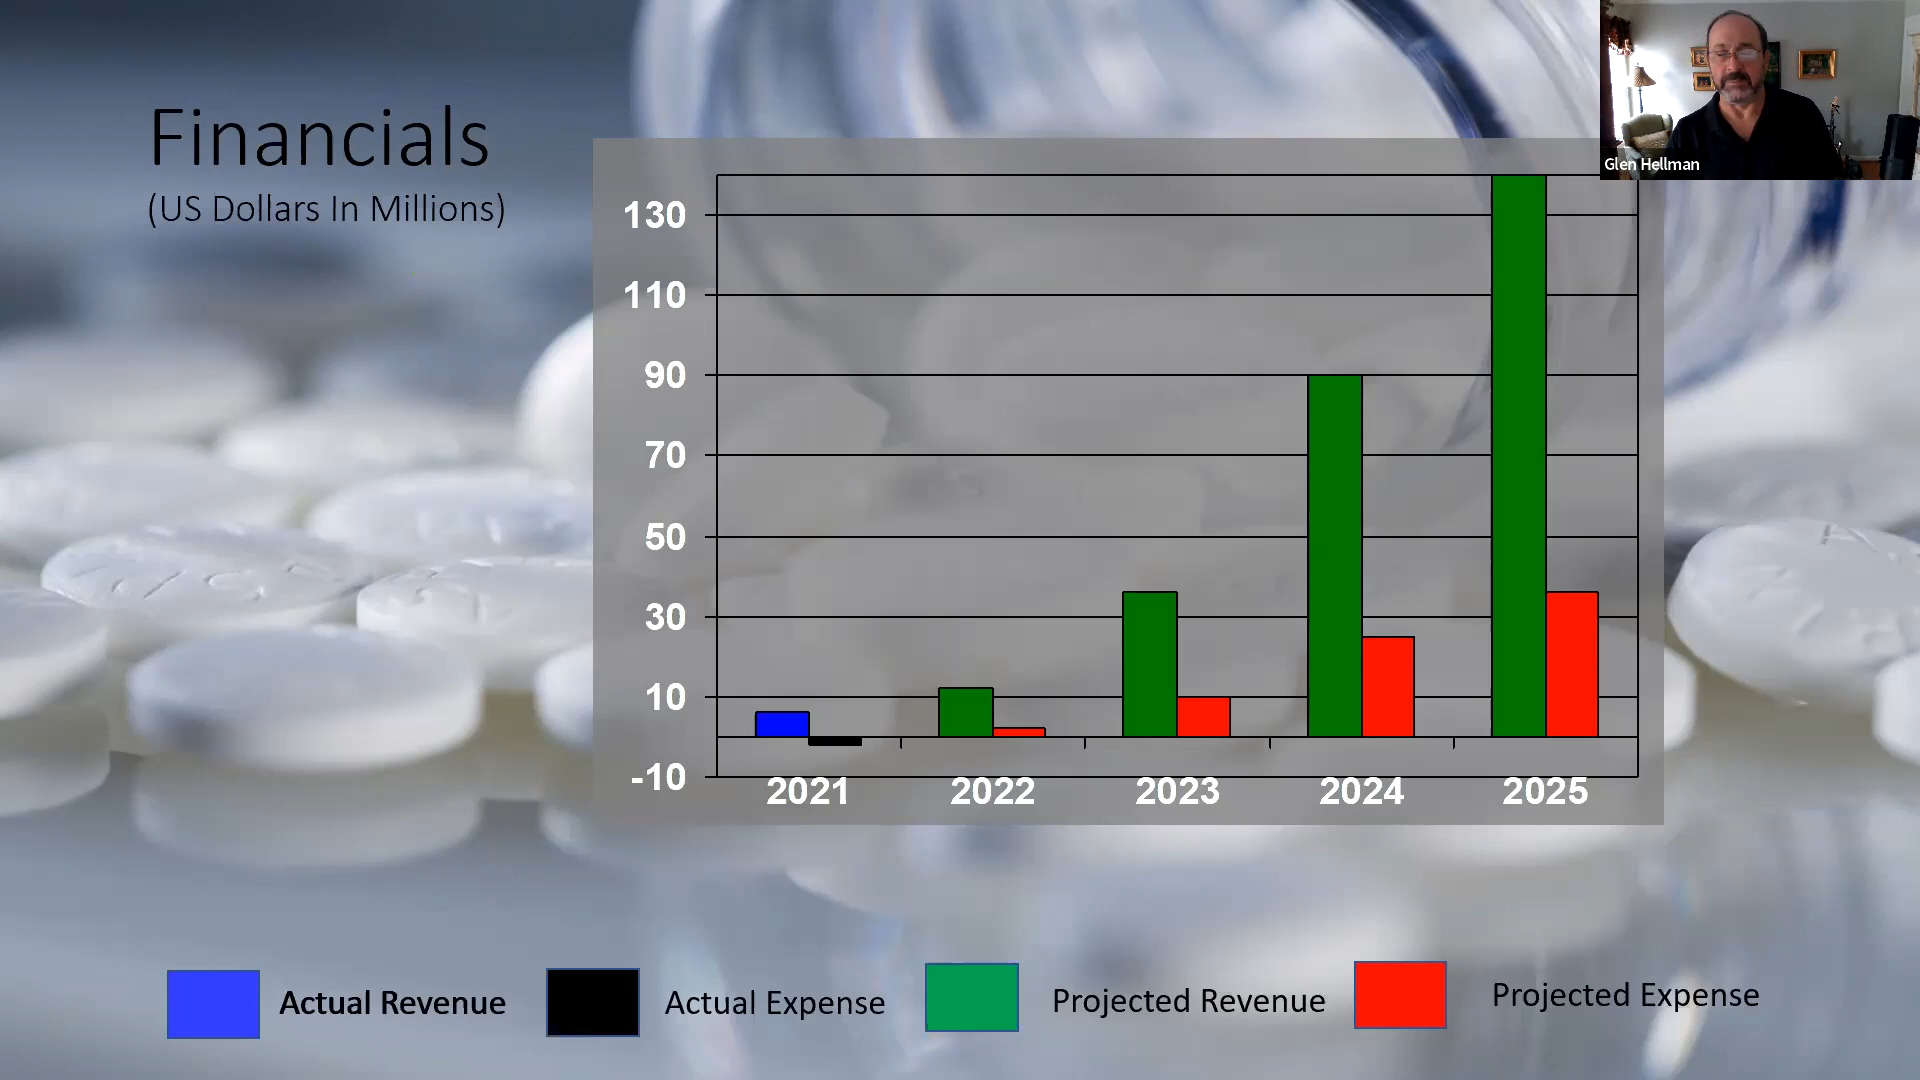 Financials
(US Dollars In Millions)
Glen Hellman
130
110
90
70
50
30
10
-10
2021 2022 2023 2024 2025
Actual Revenue Actual Expense Projected Revenue Projected Expense